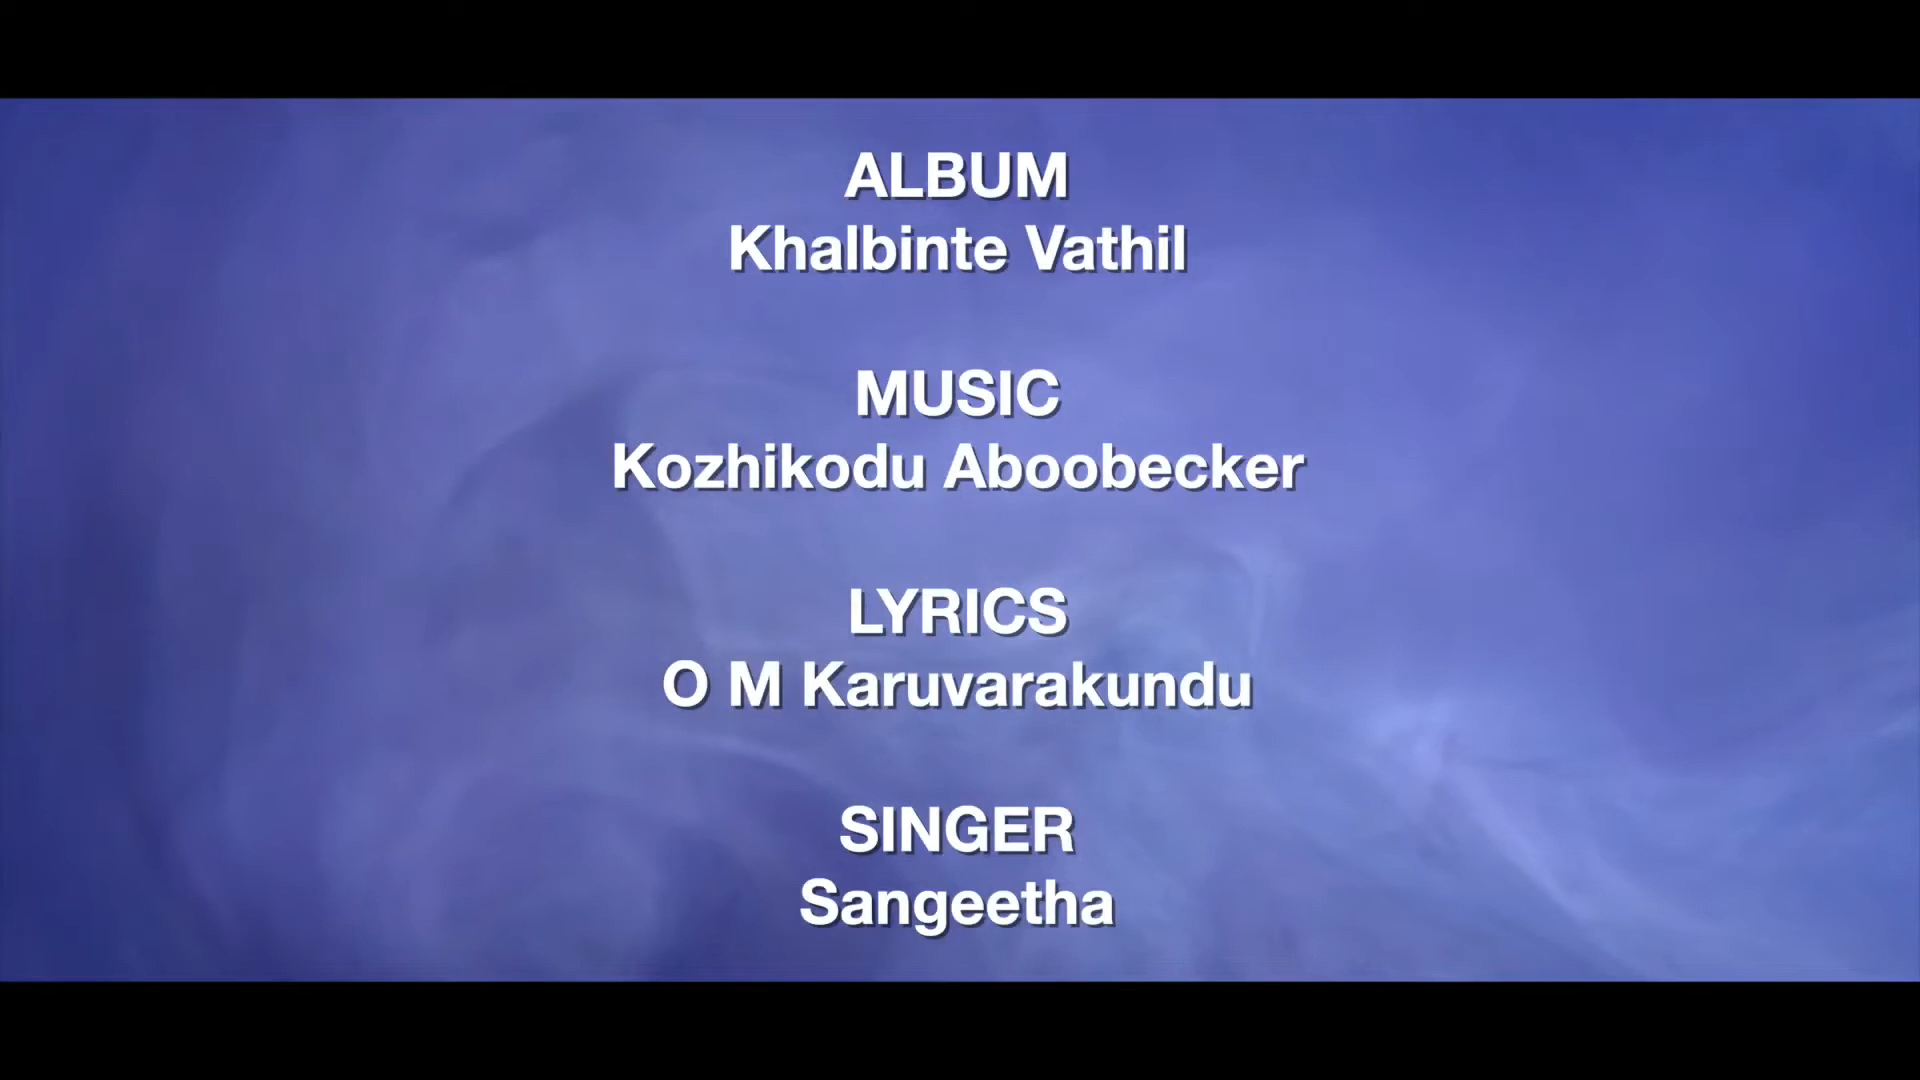 ALBUM
Khalbinte Vathil
MUSIC
Kozhikodu Aboobecker
LYRICS
O M Karuvarakundu
SINGER
Sangeetha